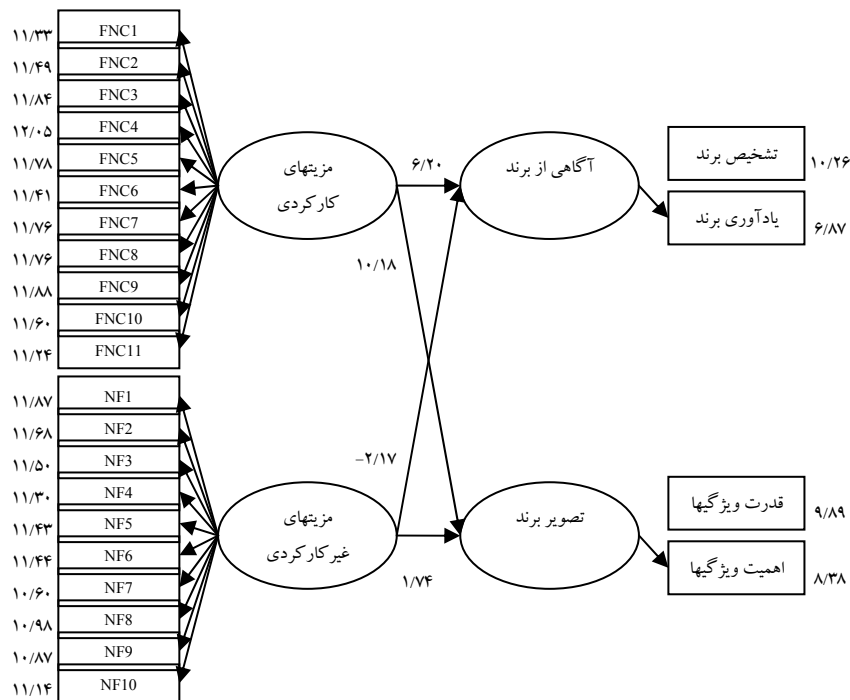 ۱۱/۳۳ FNC1
۱۱/۴۹ FNC2
۱۱/۸۴ FNC3
۱۲/۰۵ FNC4
۱۱/۷۸ FNC5
۱۱/۴۱ FNC6
۱۱/۷۶ FNC7
۱۱/۷۶ FNC8
۱۱/۸۸ FNC9
۱۱/۶۰ FNC10
۱۱/۲۴ FNC11
مزیتهای
کارکردی
۶/۲۰
۱۰/۱۸
آگاهی از برند
تشخیص برند ۱۰/۲۶
یادآوری برند ۶/۸۷
۱۱/۸۷ NF1
۱۱/۶۸ NF2
۱۱/۵۰ NF3
۱۱/۳۰ NF4
۱۱/۴۳ NF5
۱۱/۴۴ NF6
۱۰/۶۰ NF7
۱۰/۹۸ NF8
۱۰/۸۷ NF9
۱۱/۱۴ NF10
مزیتهای
غیرکارکردی
−۲/۱۷
۱/۷۴
تصویر برند
قدرت ویژگیها ۹/۸۹
اهمیت ویژگیها ۸/۳۸